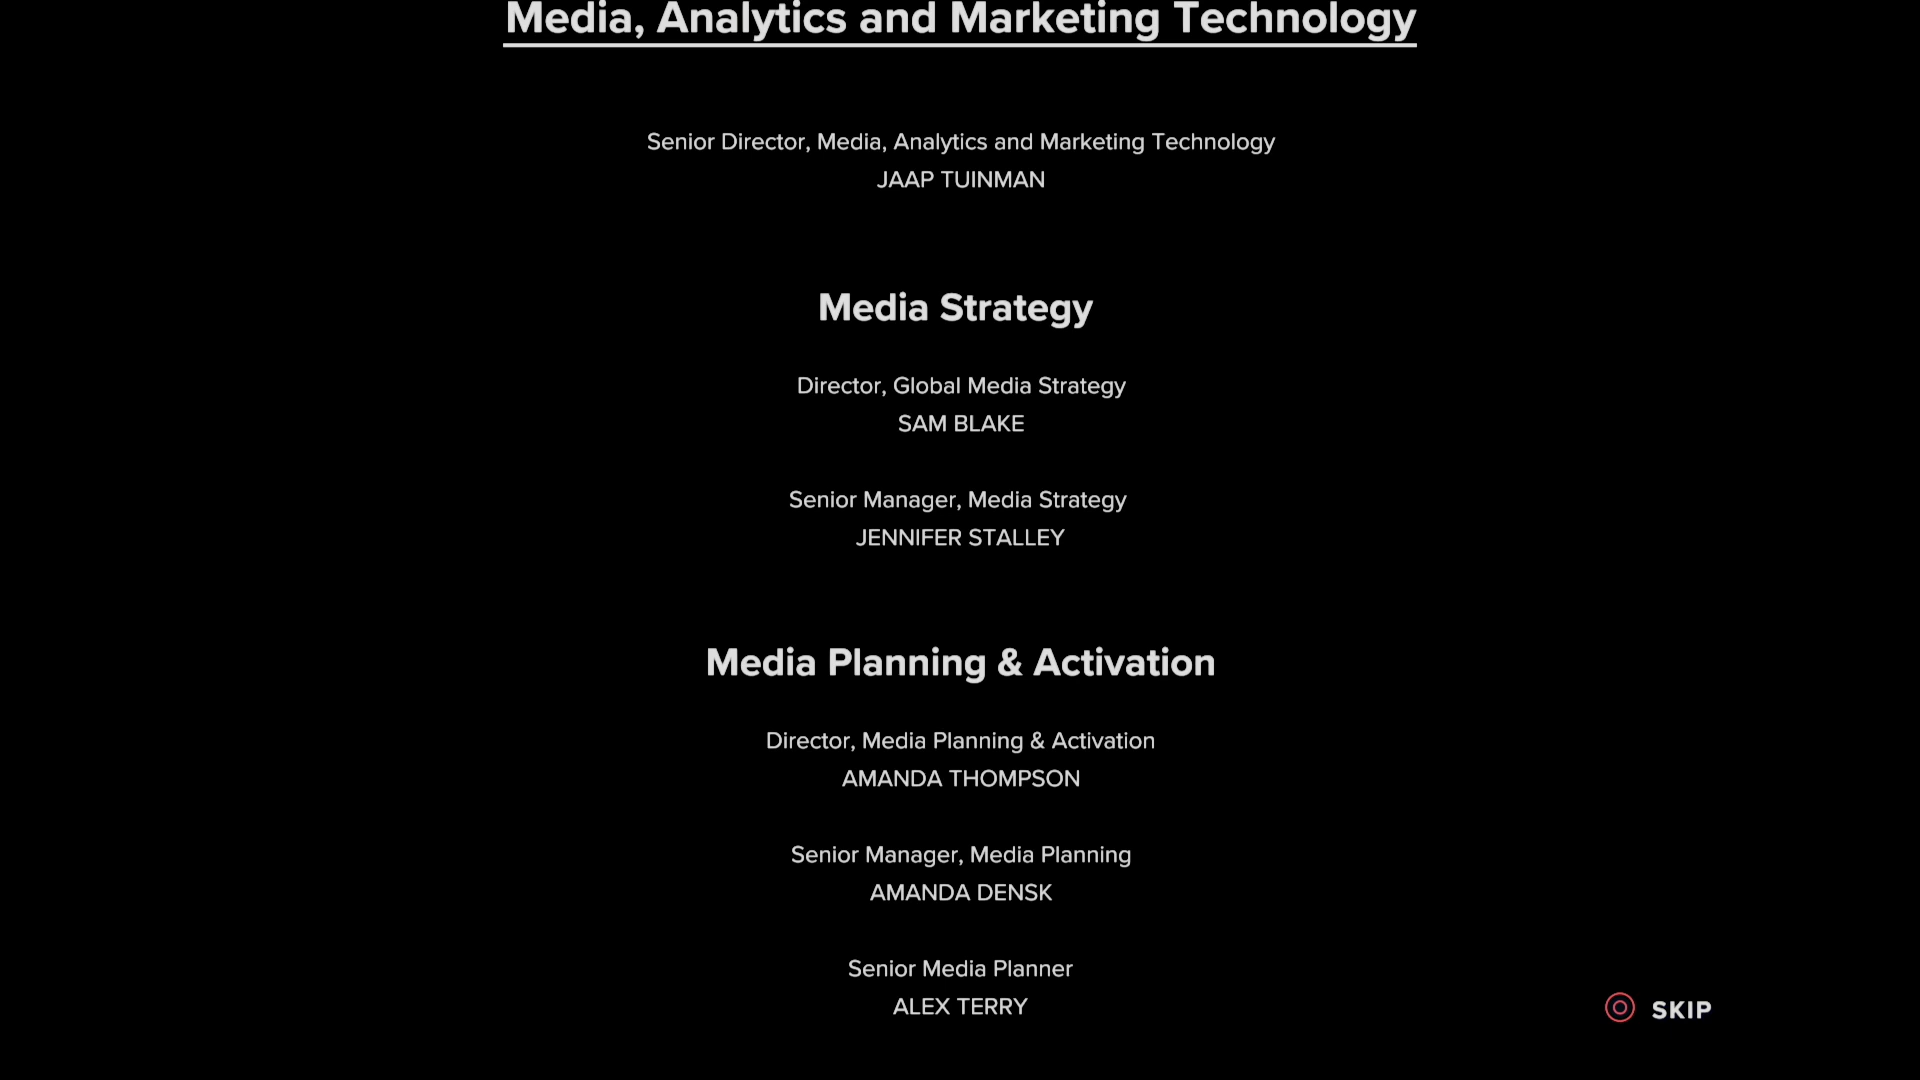 Media, Analytics and Marketing Technology
Senior Director, Media, Analytics and Marketing Technology
JAAP TUINMAN
Media Strategy
Director, Global Media Strategy
SAM BLAKE
Senior Manager, Media Strategy
JENNIFER STALLEY
Media Planning & Activation
Director, Media Planning & Activation
AMANDA THOMPSON
Senior Manager, Media Planning
AMANDA DENSK
Senior Media Planner
ALEX TERRY
SKIP